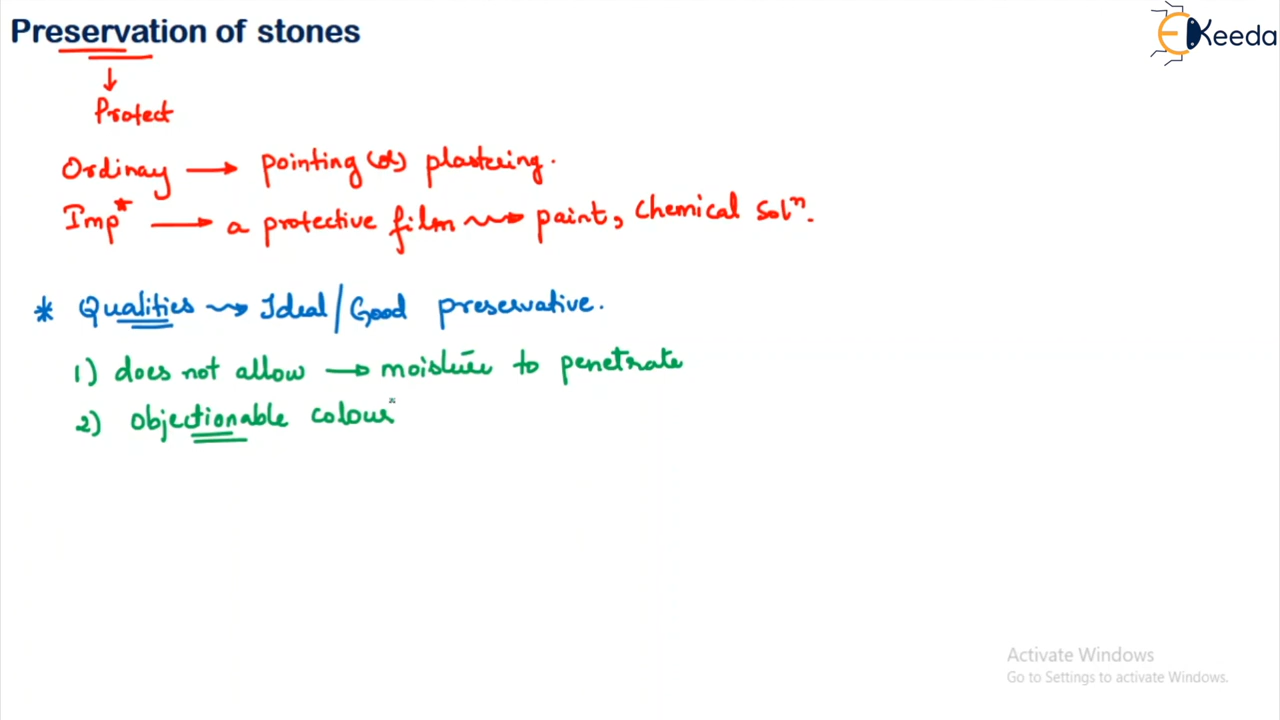 Preservation of stones
EKeeda
Protect
Ordinay → pointing (or) plastering.
Imp* → a protective film → paint, chemical solⁿ.
* Qualities → Ideal/Good preservative.
1) does not allow → moisture to penetrate
2) objectionable colour
Activate Windows
Go to Settings to activate Windows.